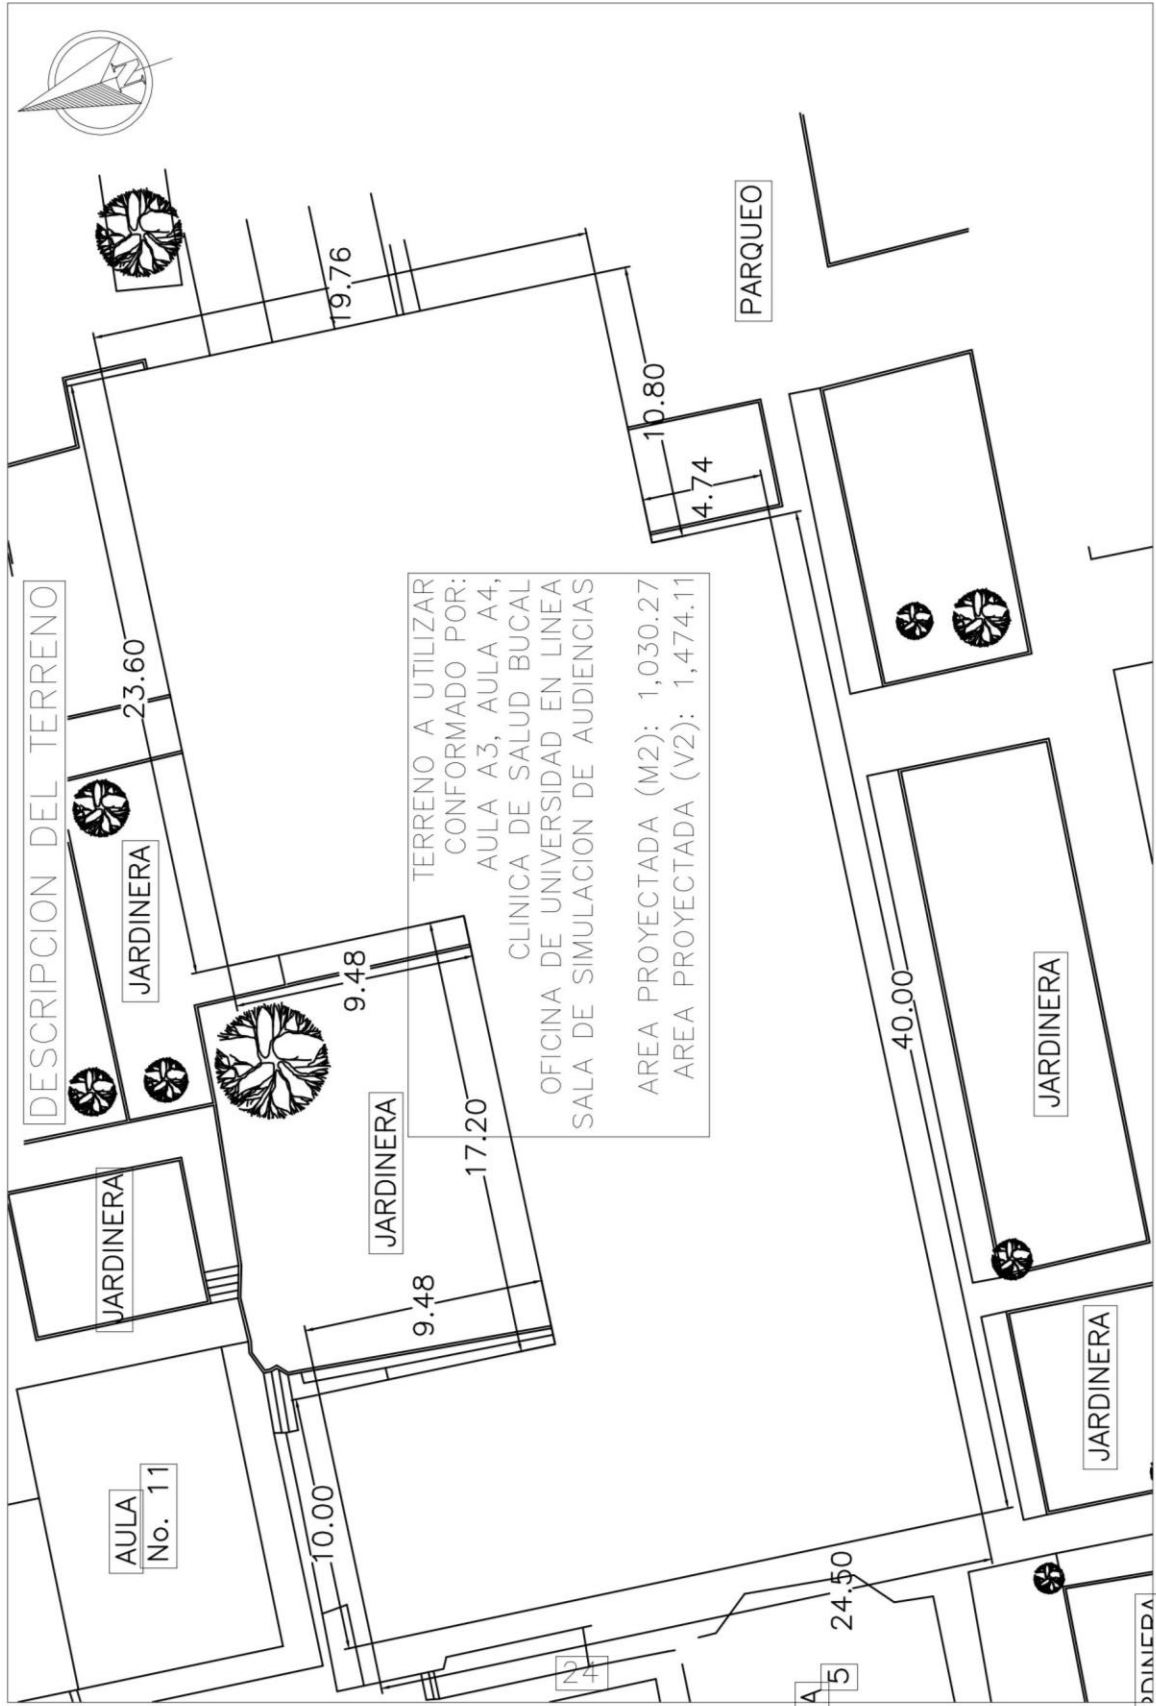 DESCRIPCION DEL TERRENO
N
19.76
PARQUEO
10.80
4.74
23.60
JARDINERA
TERRENO A UTILIZAR
CONFORMADO POR:
AULA A3, AULA A4,
CLINICA DE SALUD BUCAL
OFICINA DE UNIVERSIDAD EN LINEA
SALA DE SIMULACION DE AUDIENCIAS
AREA PROYECTADA (M2): 1,030.27
AREA PROYECTADA (V2): 1,474.11
9.48
17.20
JARDINERA
9.48
JARDINERA
40.00
JARDINERA
JARDINERA
AULA
No. 11
10.00
24.50
24
A
5
RDINERA